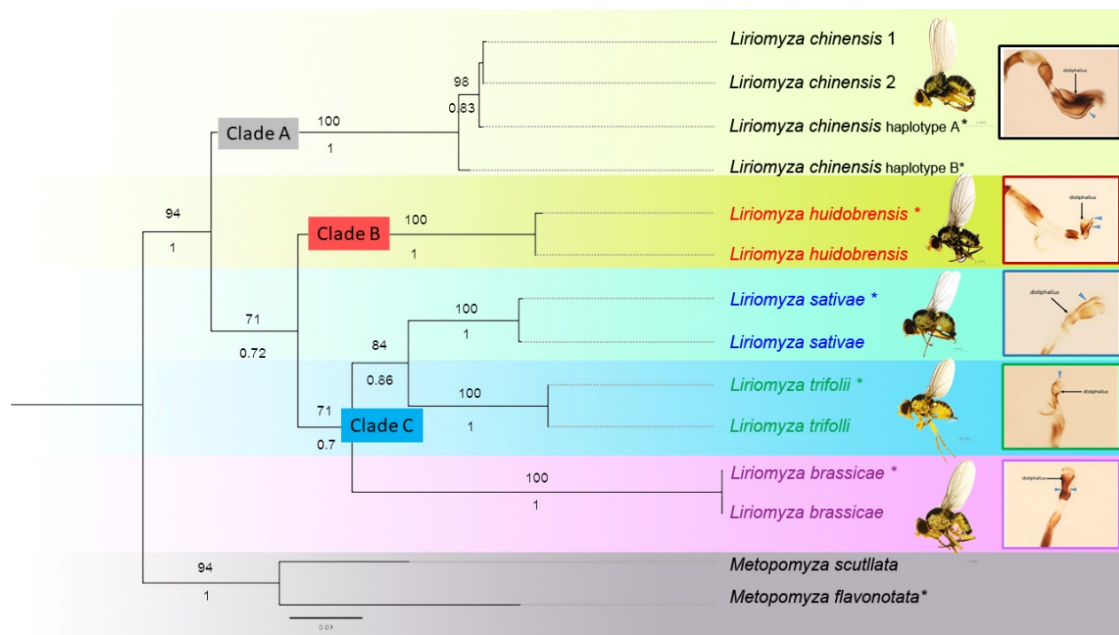 Liriomyza chinensis 1
98
Liriomyza chinensis 2
distiphallus
0.83
Clade A
100
1
Liriomyza chinensis haplotype A*
Liriomyza chinensis haplotype B*
94
1
Clade B
100
1
Liriomyza huidobrensis *
distiphallus
Liriomyza huidobrensis
71
0.72
100
1
Liriomyza sativae *
distiphallus
Liriomyza sativae
84
0.86
100
1
Liriomyza trifolii *
distiphallus
Liriomyza trifolli
71
0.7
Clade C
100
1
Liriomyza brassicae *
distiphallus
Liriomyza brassicae
94
1
Metopomyza scutllata
Metopomyza flavonotata*
0.03